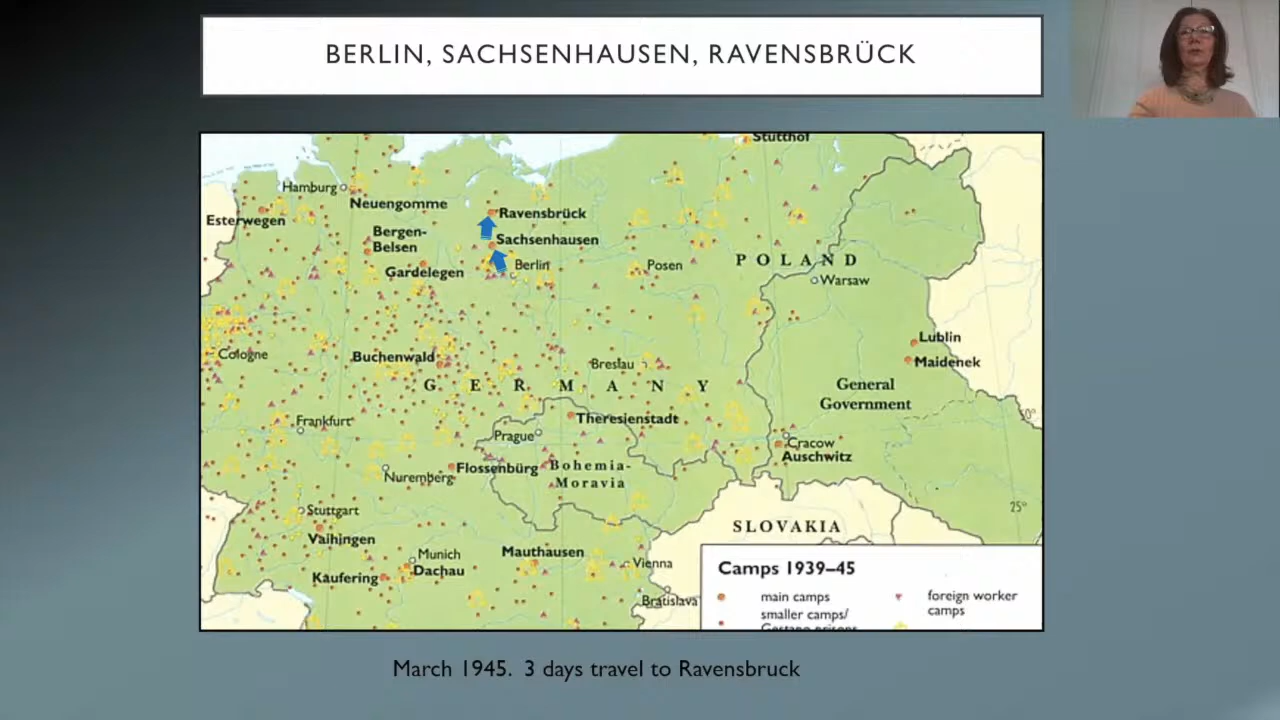 BERLIN, SACHSENHAUSEN, RAVENSBRÜCK
Stutthof
Hamburg
Neuengomme
Ravensbrück
Esterwegen
Bergen-
Belsen
Sachsenhausen
Gardelegen
Berlin
Posen
POLAND
Warsaw
Lublin
Maidenek
Cologne
Buchenwald
Breslau
GERMANY
General
Government
Theresienstadt
Frankfurt
Prague
Cracow
Auschwitz
Flossenbürg
Bohemia-
Moravia
Nuremberg
Stuttgart
25°
SLOVAKIA
Vaihingen
Munich
Mauthausen
Vienna
Kaufering
Dachau
Bratislava
Camps 1939–45
main camps
foreign worker
camps
smaller camps/
Gestapo prisons
March 1945. 3 days travel to Ravensbruck